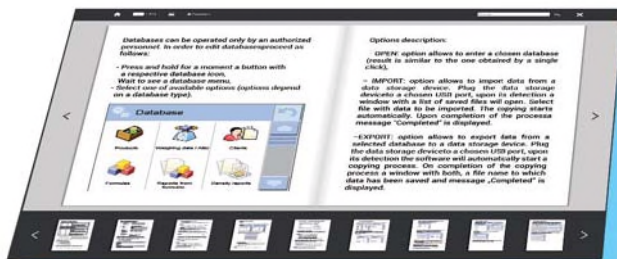 Databases can be operated only by an authorized
personnel. In order to edit databasesproceed as
follows:
- Press and hold for a moment a button with
a respective database icon,
Wait to see a database menu,
- Select one of available options (options depend
on a database type).
Database
Products
Weighing data
Clients
Formulas
Reports from
formulas
Density reports
Options description:
- OPEN: option allows to enter a chosen database
(result is similar to the one obtained by a single
click),
- IMPORT: option allows to import data from a
data storage device. Plug the data storage
deviceto a chosen USB port, upon its detection a
window with a list of saved files will open. Select
file with data to be imported. The copying starts
automatically. Upon completion of the processa
message "Completed" is displayed.
-EXPORT: option allows to export data from a
selected database to a data storage device. Plug
the data storage deviceto a chosen USB port, upon
its detection the software will automatically start a
copying process. On completion of the copying
process a window with both, a file name to which
data has been saved and message „Completed" is
displayed.